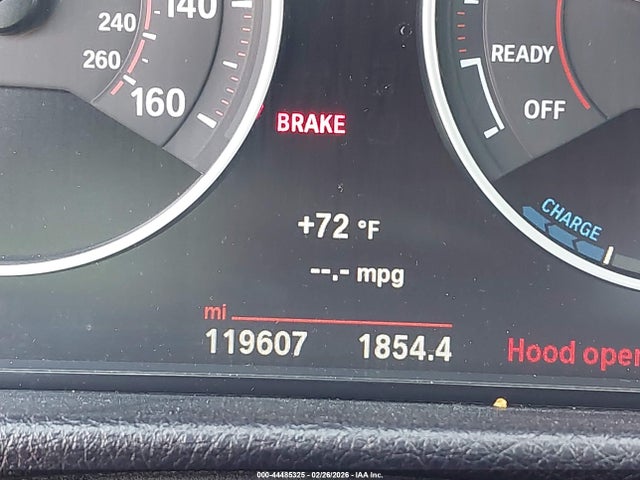 140
240
260
160
READY
OFF
BRAKE
CHARGE
+72 °F
--.- mpg
mi
119607 1854.4
Hood open
000-44485325 - 02/26/2026 - IAA Inc.